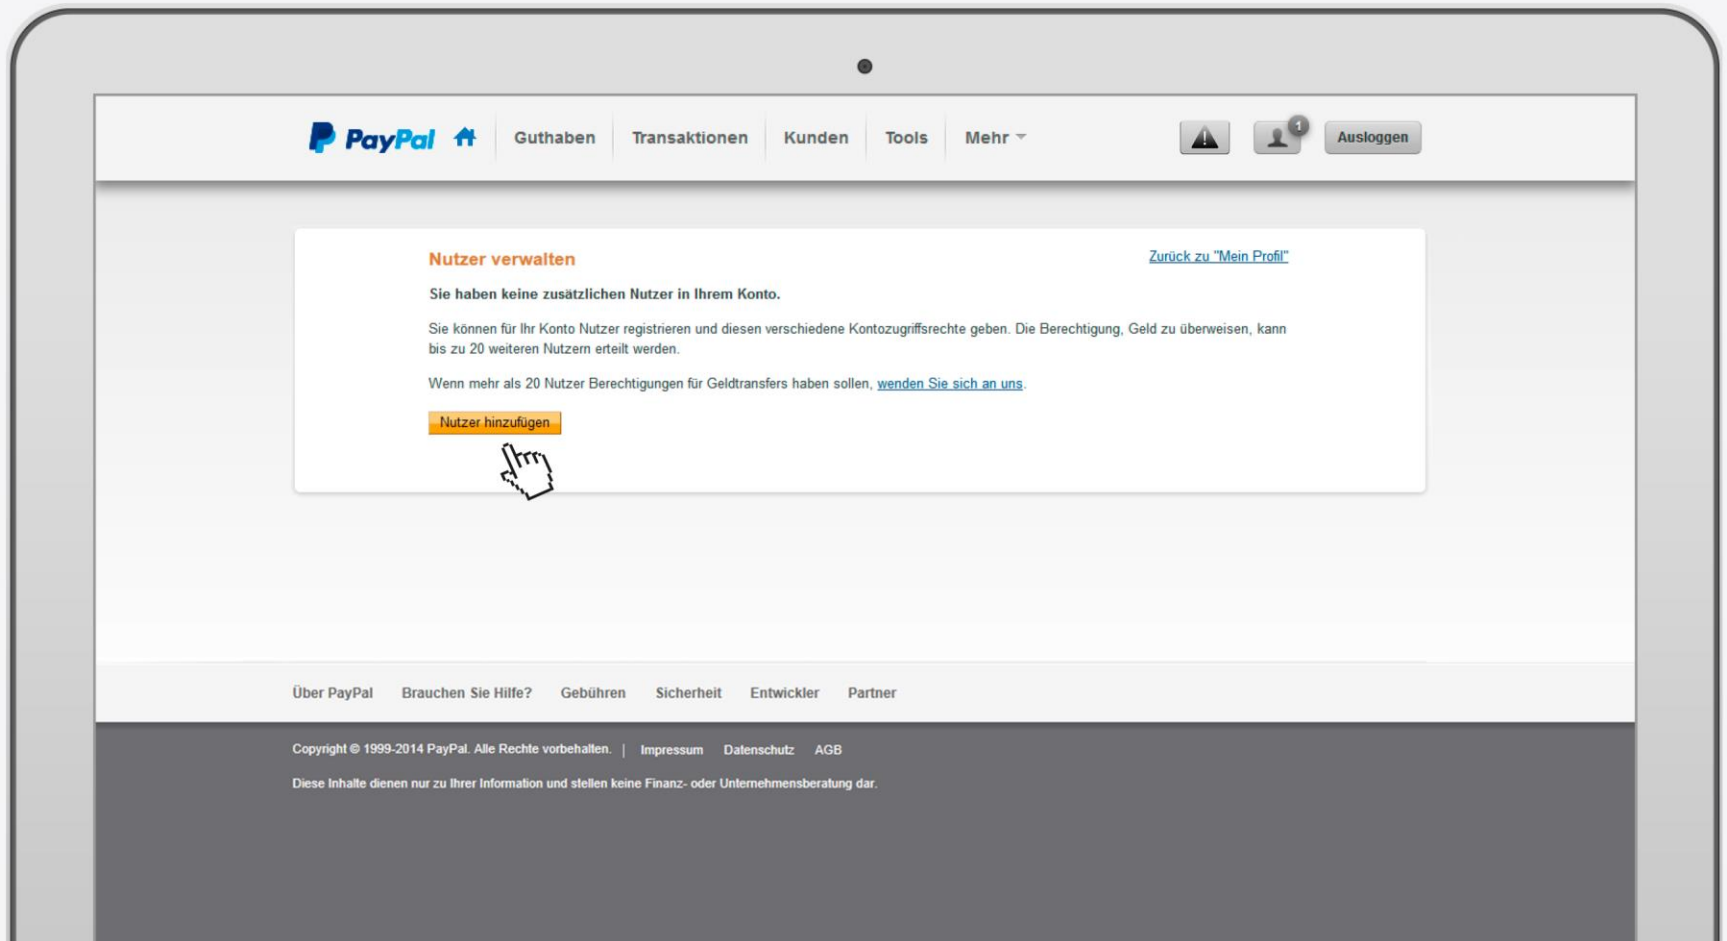 PayPal Guthaben Transaktionen Kunden Tools Mehr 1 Ausloggen
Nutzer verwalten Zurück zu "Mein Profil"
Sie haben keine zusätzlichen Nutzer in Ihrem Konto.
Sie können für Ihr Konto Nutzer registrieren und diesen verschiedene Kontozugriffsrechte geben. Die Berechtigung, Geld zu überweisen, kann
bis zu 20 weiteren Nutzern erteilt werden.
Wenn mehr als 20 Nutzer Berechtigungen für Geldtransfers haben sollen, wenden Sie sich an uns.
Nutzer hinzufügen
Über PayPal Brauchen Sie Hilfe? Gebühren Sicherheit Entwickler Partner
Copyright © 1999-2014 PayPal. Alle Rechte vorbehalten. | Impressum Datenschutz AGB
Diese Inhalte dienen nur zu Ihrer Information und stellen keine Finanz- oder Unternehmensberatung dar.